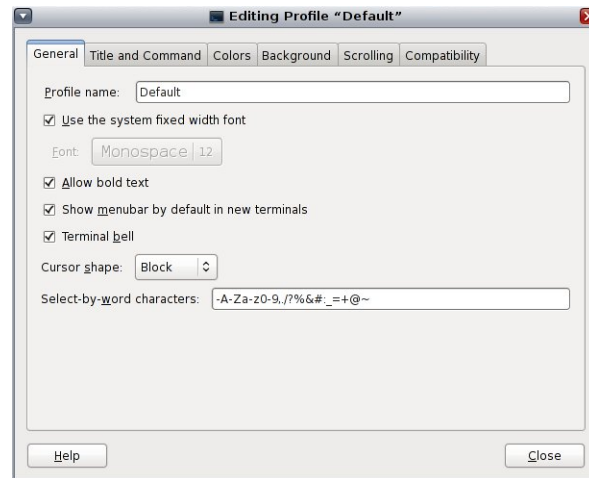 Editing Profile “Default”
General Title and Command Colors Background Scrolling Compatibility
Profile name: Default
Use the system fixed width font
Font: Monospace 12
Allow bold text
Show menubar by default in new terminals
Terminal bell
Cursor shape: Block
Select-by-word characters: -A-Za-z0-9,./?%&#:_=+@~
Help Close